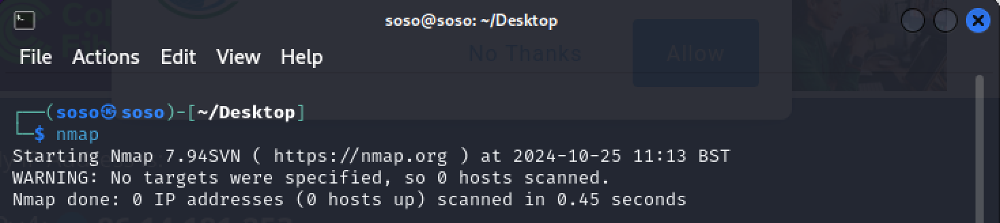 soso@soso: ~/Desktop
File Actions Edit View Help
No Thanks Allow
┌──(soso㉿soso)-[~/Desktop]
└─$ nmap
Starting Nmap 7.94SVN ( https://nmap.org ) at 2024-10-25 11:13 BST
WARNING: No targets were specified, so 0 hosts scanned.
Nmap done: 0 IP addresses (0 hosts up) scanned in 0.45 seconds